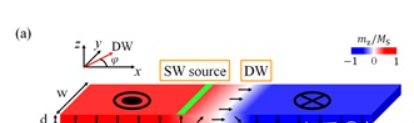 (a)
z y DW
φ
x
SW source DW
m_z/M_S
-1 0 1
w
d